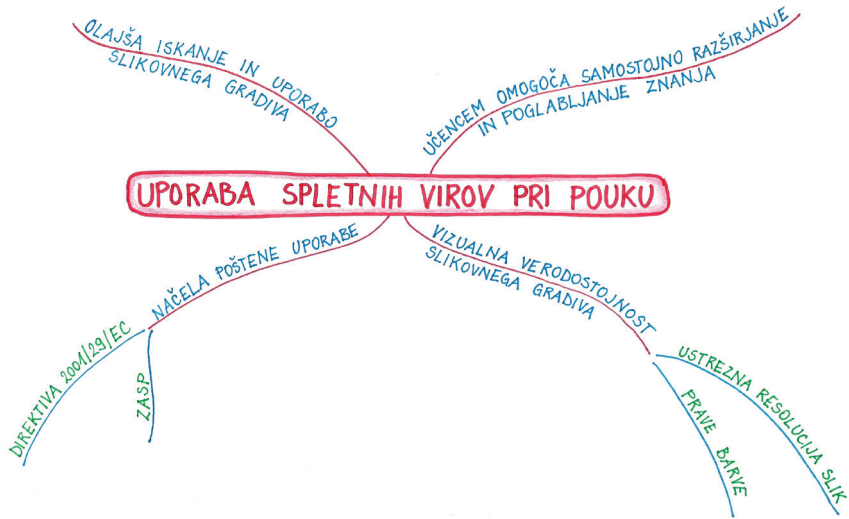 OLAJŠA ISKANJE IN UPORABO
SLIKOVNEGA GRADIVA
UČENCEM OMOGOČA SAMOSTOJNO RAZŠIRJANJE
IN POGLABLJANJE ZNANJA
UPORABA SPLETNIH VIROV PRI POUKU
NAČELA POŠTENE UPORABE
DIREKTIVA 2001/29/EC
ZASP
VIZUALNA VERODOSTOJNOST
SLIKOVNEGA GRADIVA
USTREZNA RESOLUCIJA SLIK
PRAVE BARVE